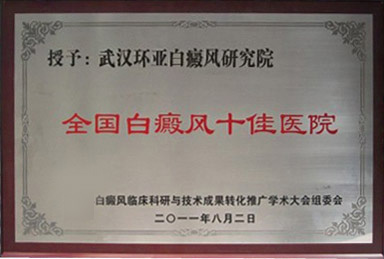 授予：武汉环亚白癜风研究院
全国白癜风十佳医院
白癜风临床科研与技术成果转化推广学术大会组委会
二〇一一年八月二日